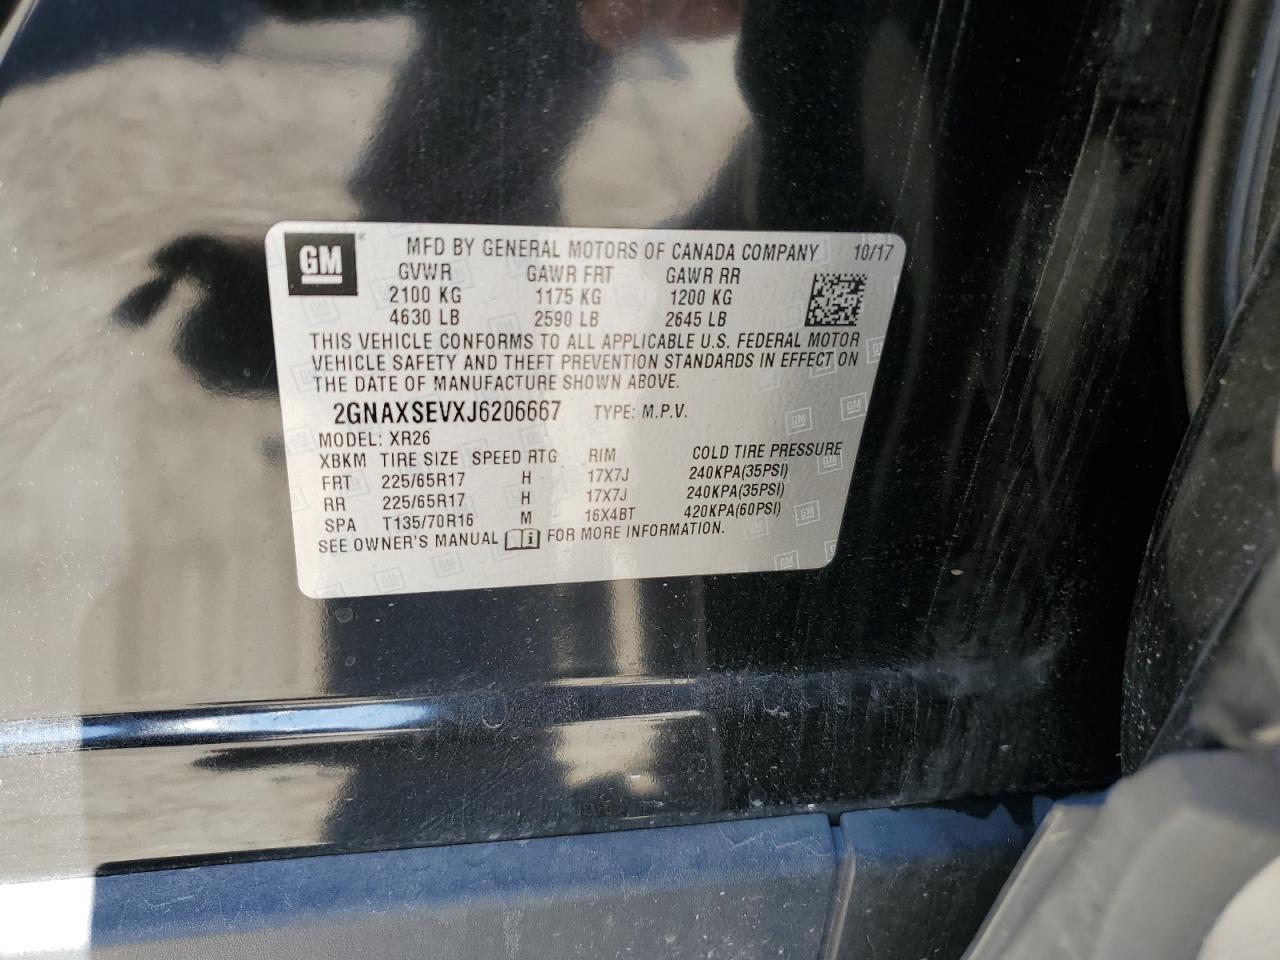 GM MFD BY GENERAL MOTORS OF CANADA COMPANY 10/17
GVWR GAWR FRT GAWR RR
2100 KG 1175 KG 1200 KG
4630 LB 2590 LB 2645 LB
THIS VEHICLE CONFORMS TO ALL APPLICABLE U.S. FEDERAL MOTOR
VEHICLE SAFETY AND THEFT PREVENTION STANDARDS IN EFFECT ON
THE DATE OF MANUFACTURE SHOWN ABOVE.
2GNAXSEVXJ6206667 TYPE: M.P.V.
MODEL: XR26
XBKM TIRE SIZE SPEED RTG RIM COLD TIRE PRESSURE
FRT 225/65R17 H 17X7J 240KPA(35PSI)
RR 225/65R17 H 17X7J 240KPA(35PSI)
SPA T135/70R16 M 16X4BT 420KPA(60PSI)
SEE OWNER'S MANUAL i FOR MORE INFORMATION.